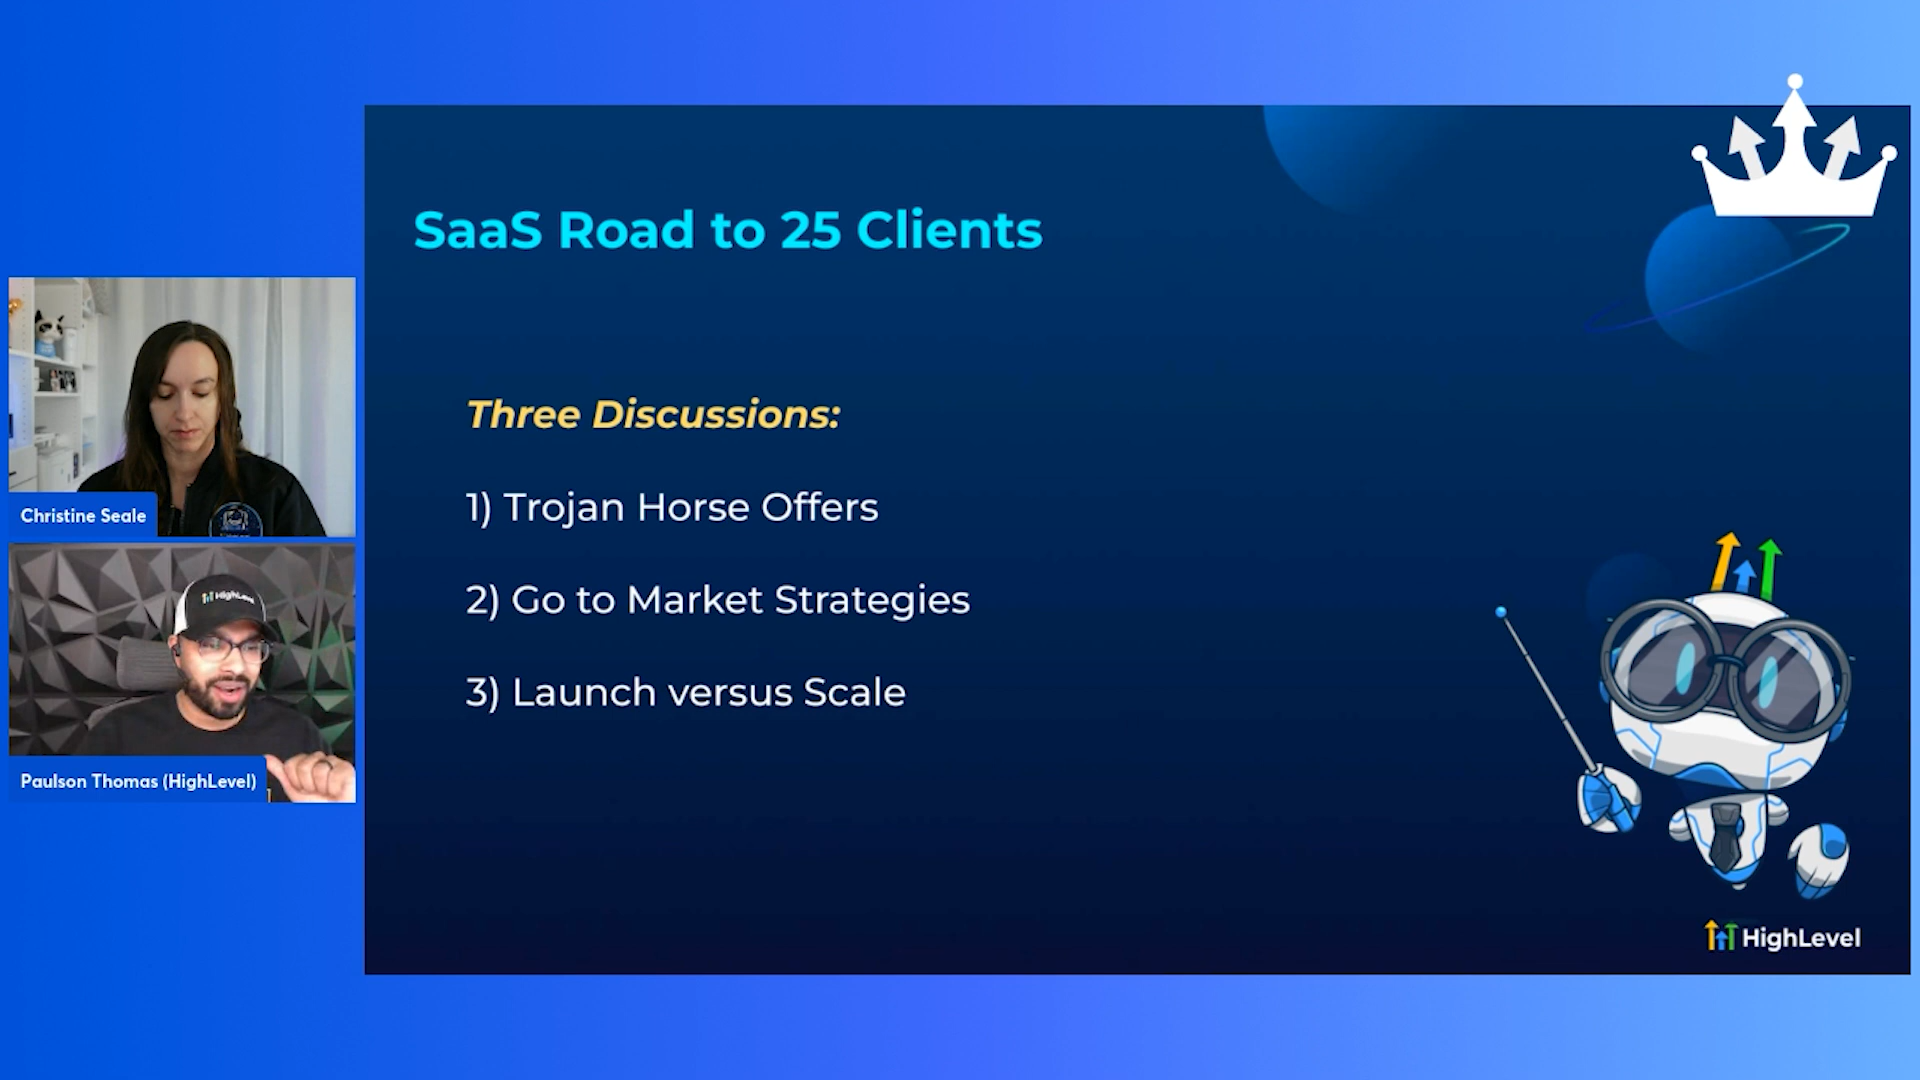 SaaS Road to 25 Clients
Three Discussions:
1) Trojan Horse Offers
2) Go to Market Strategies
3) Launch versus Scale
Christine Seale
HighLevel
Paulson Thomas (HighLevel)
HighLevel